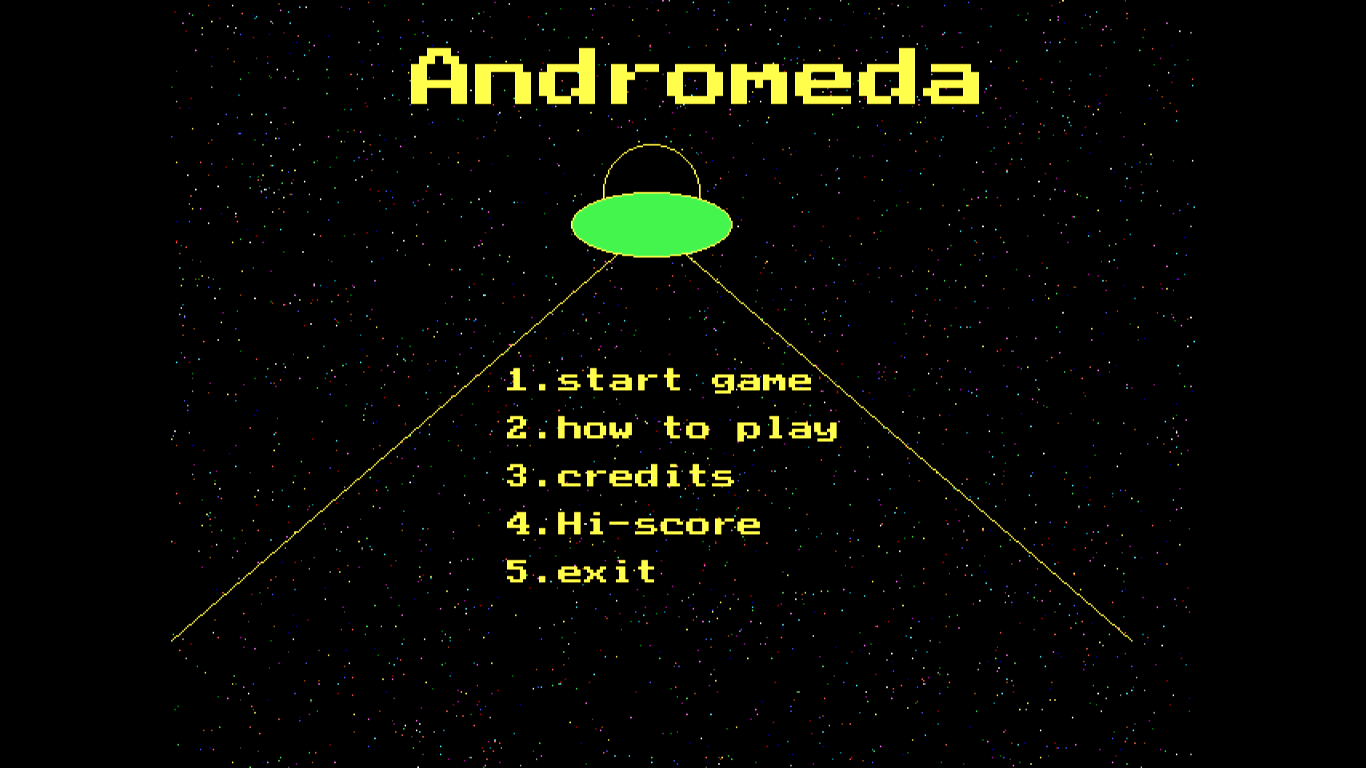 Andromeda
1.start game
2.how to play
3.credits
4.Hi-score
5.exit